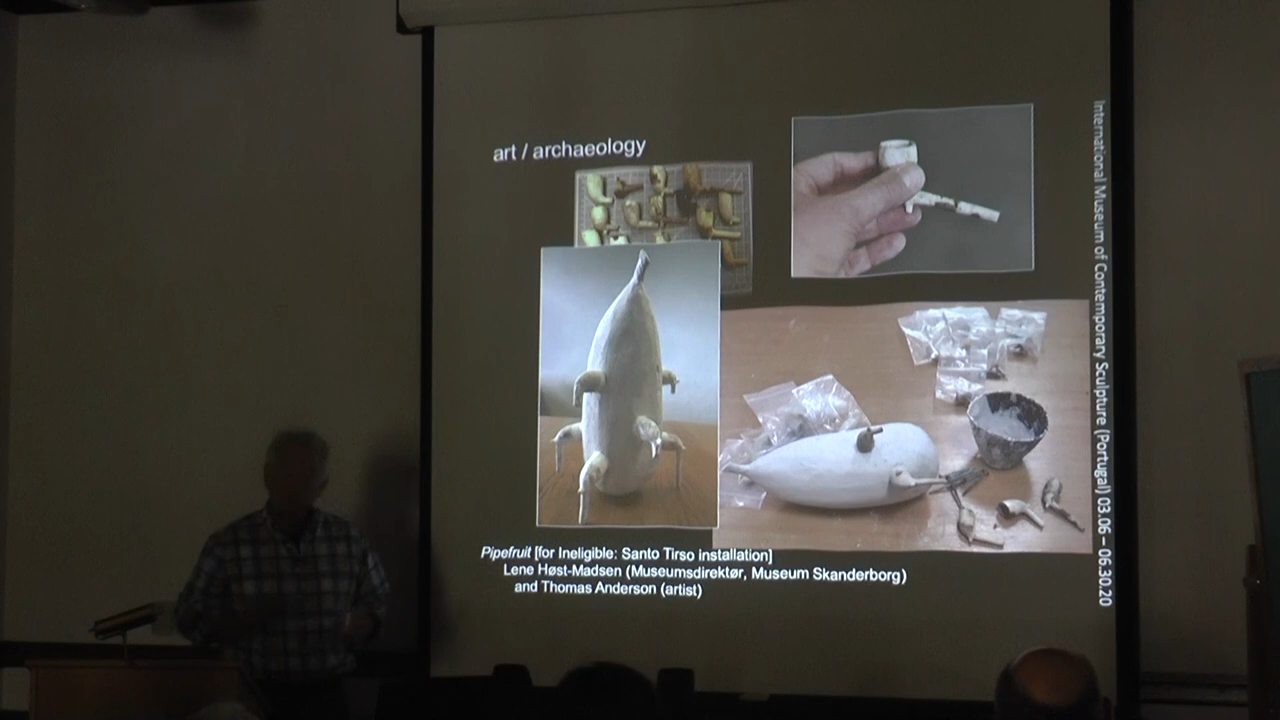 art / archaeology
Pipefruit [for Ineligible: Santo Tirso installation]
Lene Høst-Madsen (Museumsdirektør, Museum Skanderborg)
and Thomas Anderson (artist)
International Museum of Contemporary Sculpture (Portugal) 03.06 – 06.30.20